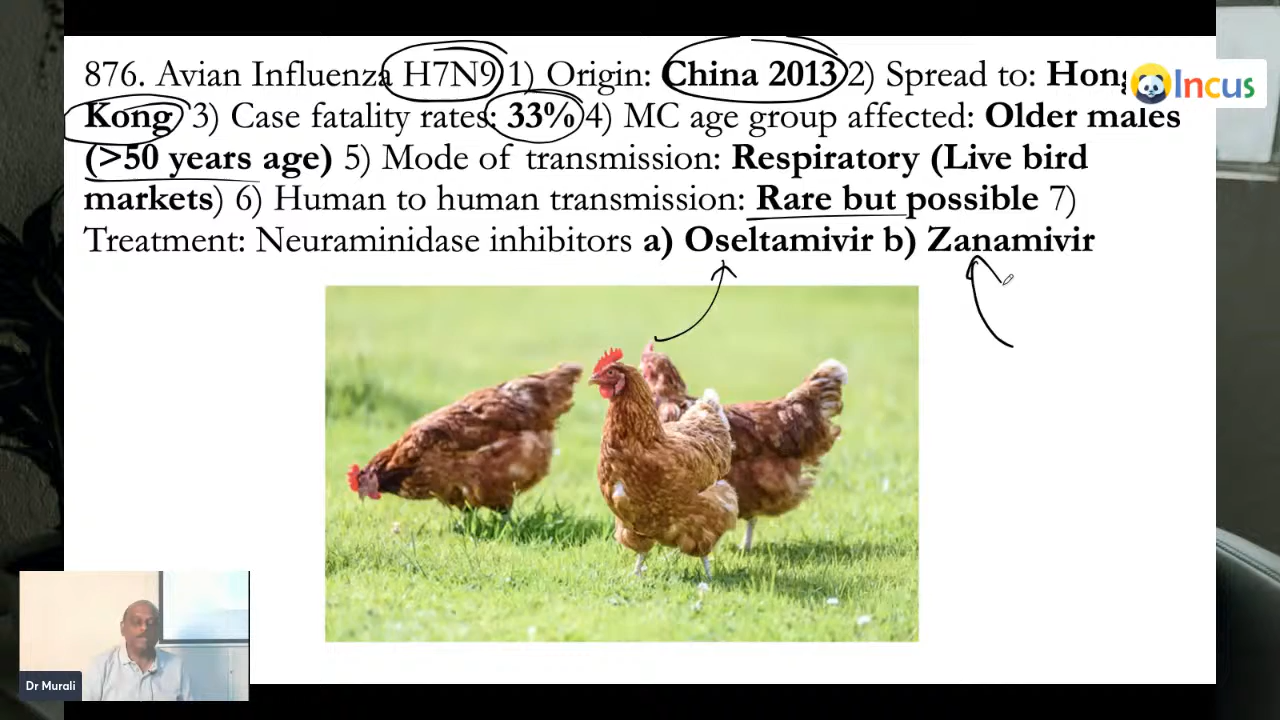 876. Avian Influenza H7N9 1) Origin: China 2013 2) Spread to: Hong
Kong 3) Case fatality rates: 33% 4) MC age group affected: Older males
(>50 years age) 5) Mode of transmission: Respiratory (Live bird
markets) 6) Human to human transmission: Rare but possible 7)
Treatment: Neuraminidase inhibitors a) Oseltamivir b) Zanamivir
Incus
Dr Murali